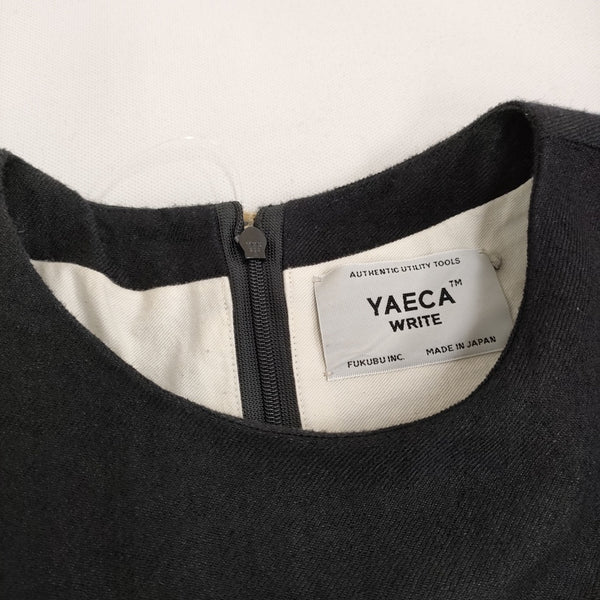 AUTHENTIC UTILITY TOOLS
YAECA™
WRITE
FUKUBU INC. MADE IN JAPAN